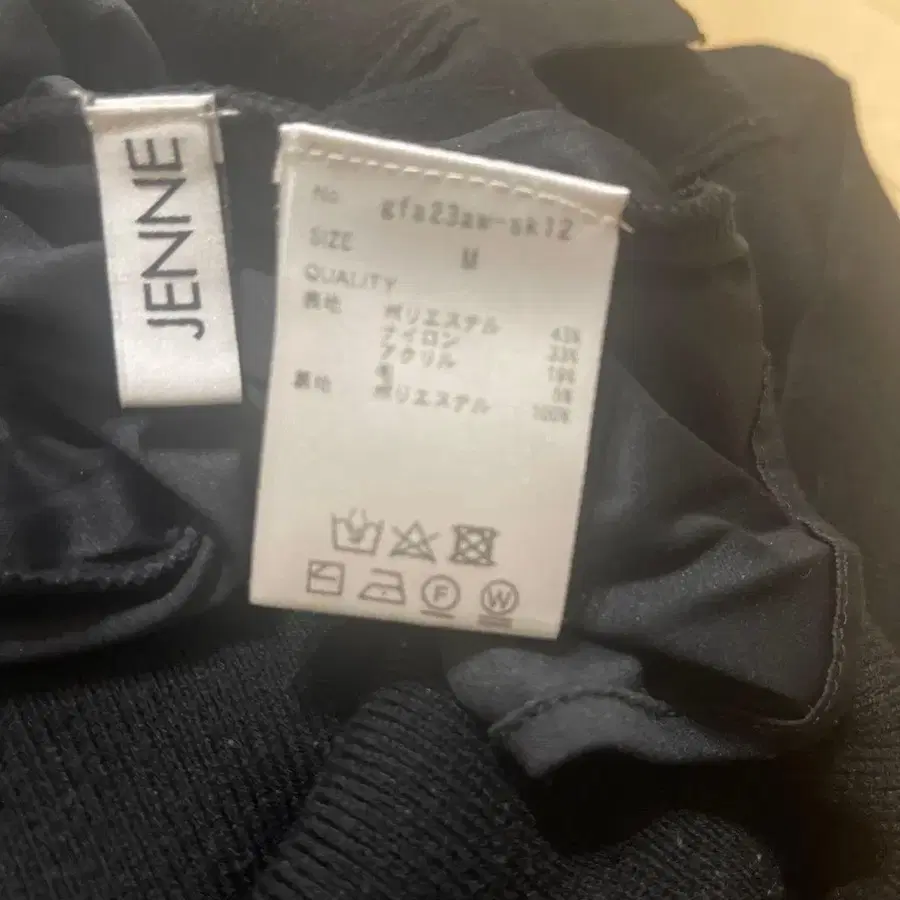 JENNE
No gfa23aw-sk12
SIZE M
QUALITY
表地 ポリエステル 43%
ナイロン 33%
アクリル 19%
毛 5%
裏地 ポリエステル 100%
F W